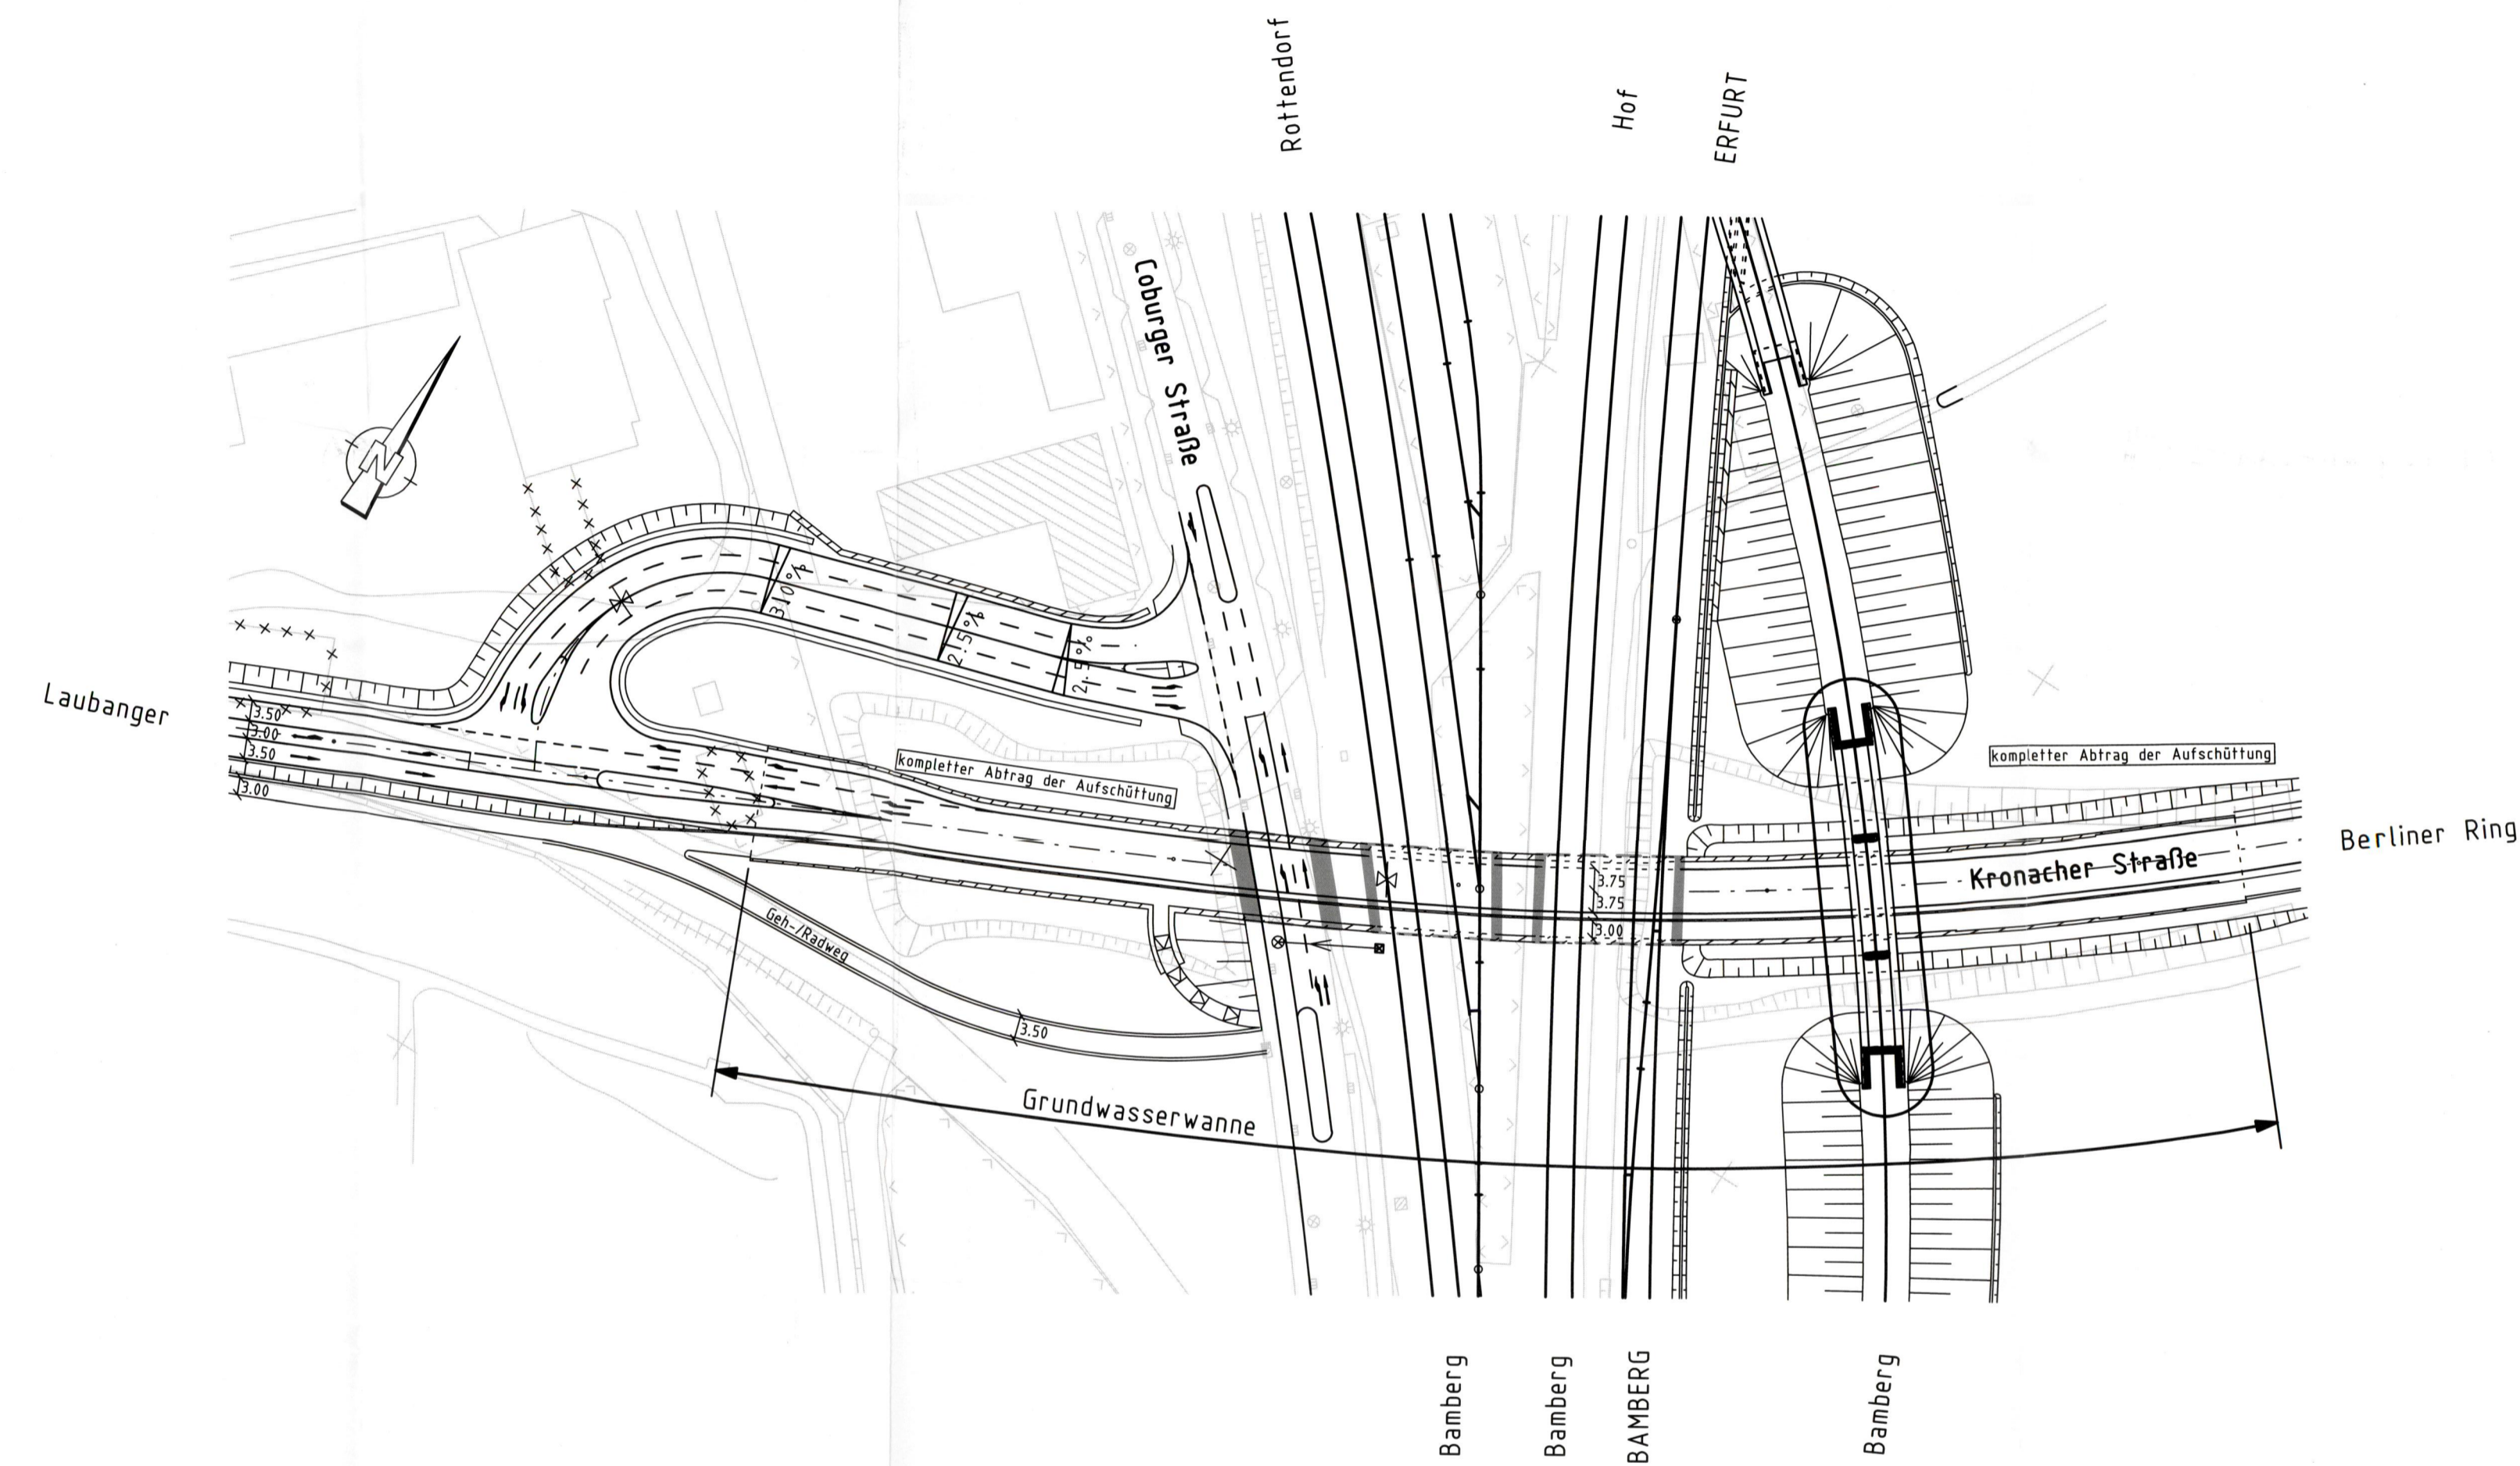 Rottendorf
Hof
ERFURT
Coburger Straße
N
3.0%
2.5%
2.5%
Laubanger
3.50
3.00
3.50
3.00
kompletter Abtrag der Aufschüttung
kompletter Abtrag der Aufschüttung
Berliner Ring
Kronacher Straße
3.75
3.75
3.00
Geh-/Radweg
3.50
Grundwasserwanne
Bamberg
Bamberg
BAMBERG
Bamberg